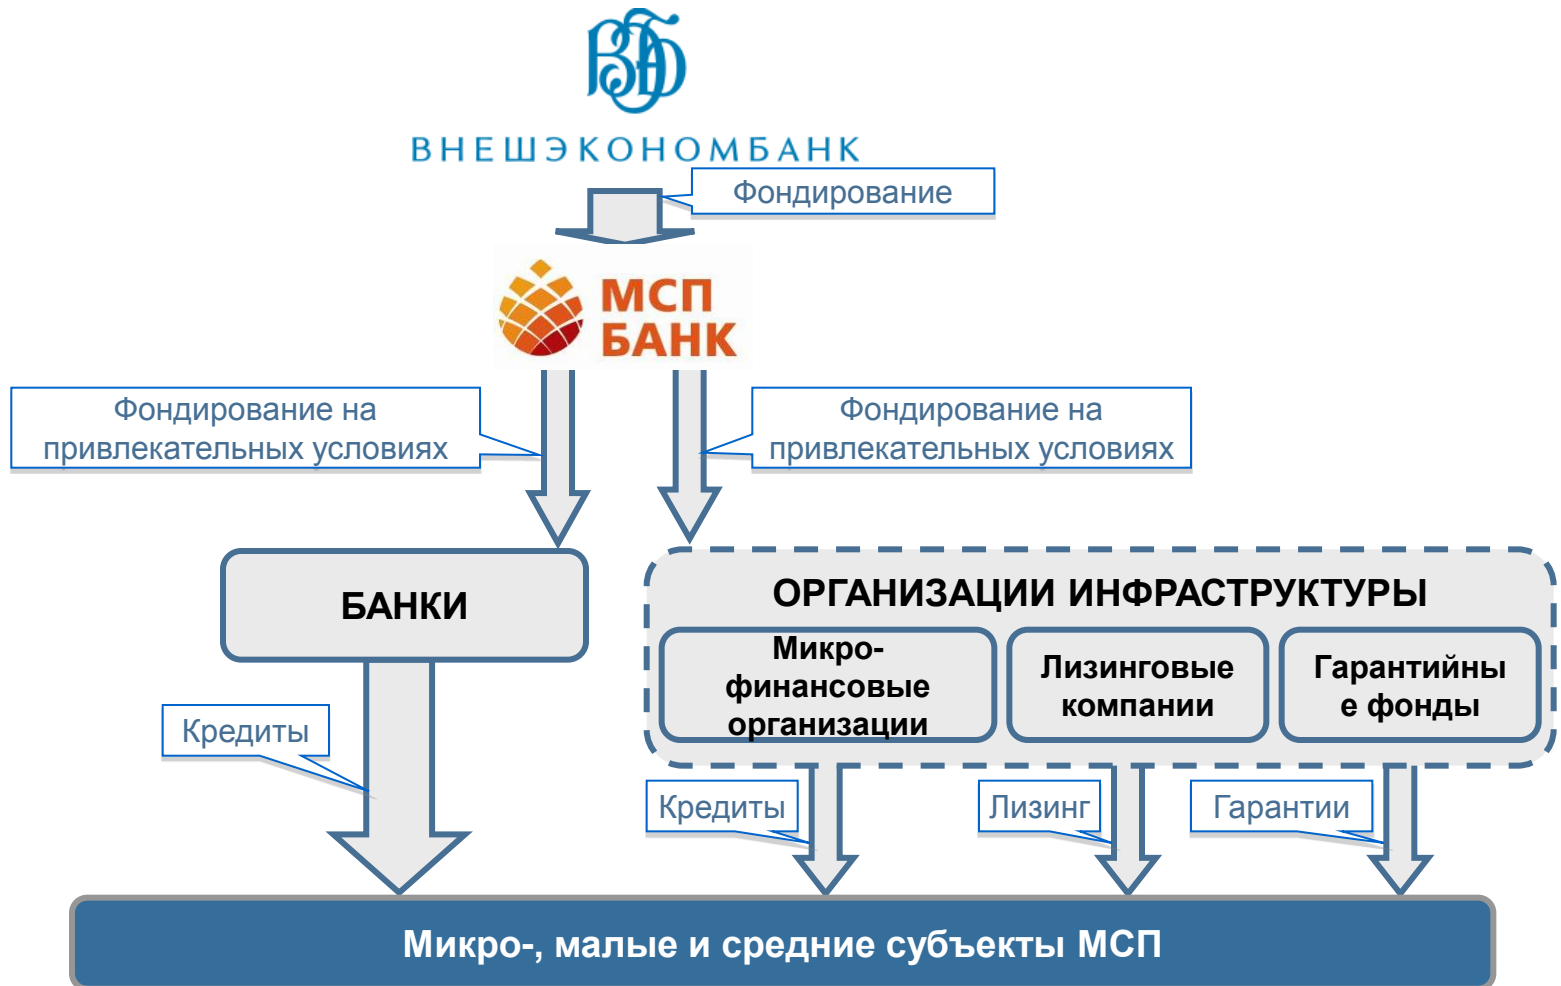 ВЭБ
ВНЕШЭКОНОМБАНК
Фондирование
МСП
БАНК
Фондирование на
привлекательных условиях
Фондирование на
привлекательных условиях
БАНКИ
ОРГАНИЗАЦИИ ИНФРАСТРУКТУРЫ
Микро-
финансовые
организации
Лизинговые
компании
Гарантийны
е фонды
Кредиты
Кредиты
Лизинг
Гарантии
Микро-, малые и средние субъекты МСП